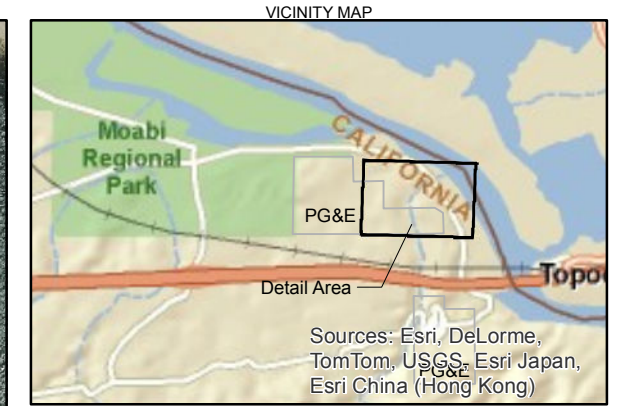 VICINITY MAP
Moabi
Regional
Park
CALIFORNIA
PG&E
Detail Area
Topo
Sources: Esri, DeLorme,
TomTom, USGS, Esri Japan,
PG&E
Esri China (Hong Kong)